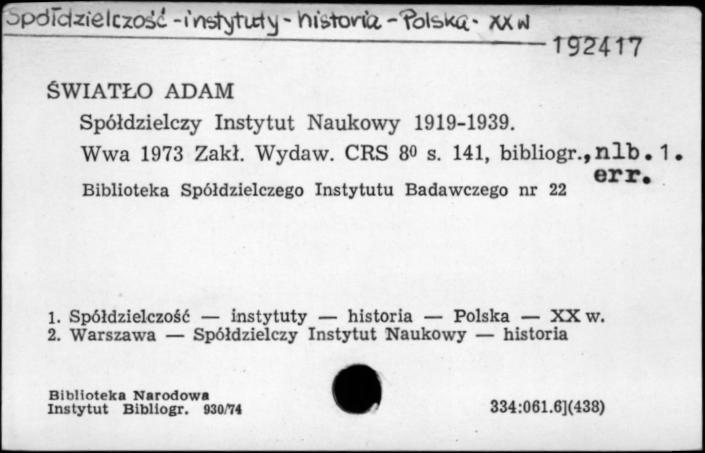 Spółdzielczość - instytuty - historia - Polska - XX w
192417
ŚWIATŁO ADAM
Spółdzielczy Instytut Naukowy 1919-1939.
Wwa 1973 Zakł. Wydaw. CRS 8⁰ s. 141, bibliogr., nlb. 1.
err.
Biblioteka Spółdzielczego Instytutu Badawczego nr 22
1. Spółdzielczość — instytuty — historia — Polska — XX w.
2. Warszawa — Spółdzielczy Instytut Naukowy — historia
Biblioteka Narodowa
Instytut Bibliogr. 930/74
334:061.6](438)